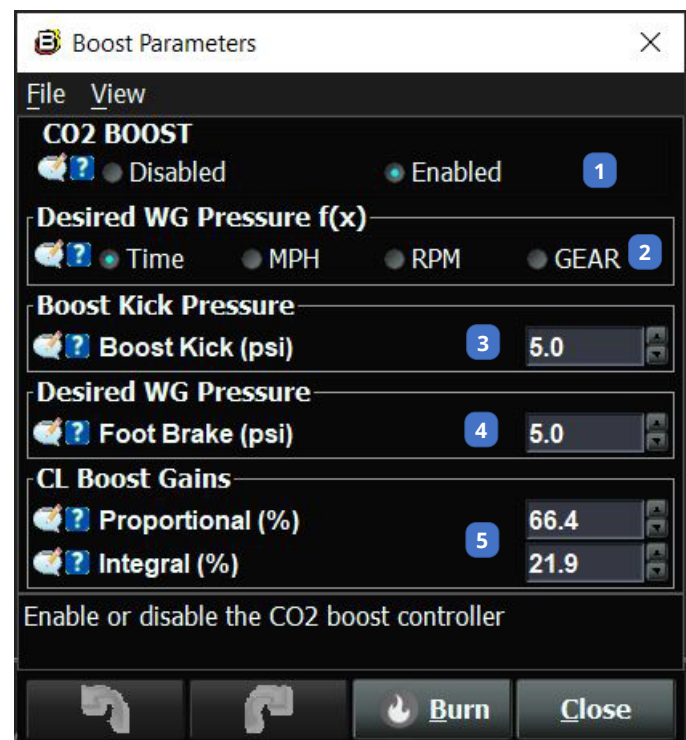 Boost Parameters
File View
CO2 BOOST
? Disabled Enabled 1
Desired WG Pressure f(x)
? Time MPH RPM GEAR 2
Boost Kick Pressure
? Boost Kick (psi) 3 5.0
Desired WG Pressure
? Foot Brake (psi) 4 5.0
CL Boost Gains
? Proportional (%) 66.4
5
? Integral (%) 21.9
Enable or disable the CO2 boost controller
Burn Close